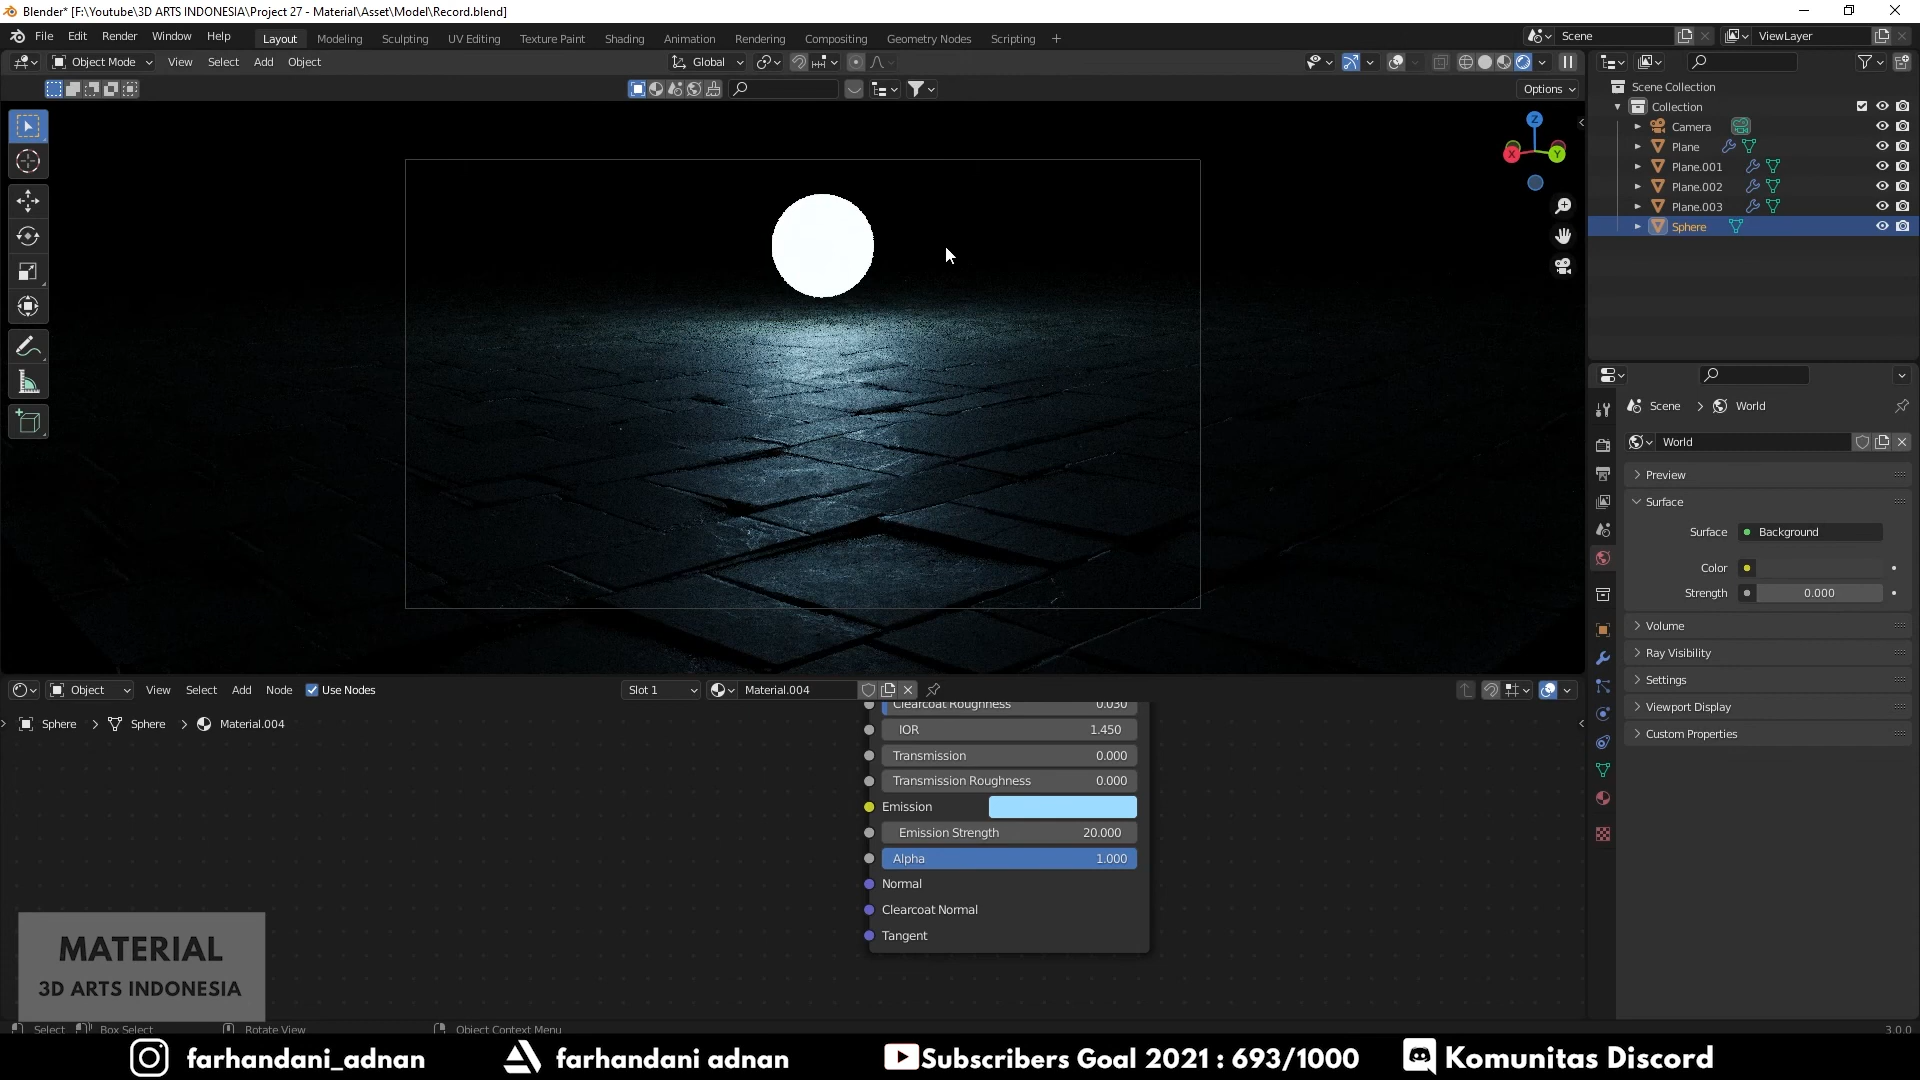 Blender* [F:\Youtube\3D ARTS INDONESIA\Project 27 - Material\Asset\Model\Record.blend]
File Edit Render Window Help Layout Modeling Sculpting UV Editing Texture Paint Shading Animation Rendering Compositing Geometry Nodes Scripting + Scene ViewLayer
Object Mode View Select Add Object Global
Options
Scene Collection
Collection
Camera
Plane
Plane.001
Plane.002
Plane.003
Sphere
Z
X
Y
Scene > World
World
Preview
Surface
Surface Background
Color
Strength 0.000
Volume
Ray Visibility
Settings
Viewport Display
Custom Properties
Object View Select Add Node Use Nodes Slot 1 Material.004
Sphere > Sphere > Material.004
Clearcoat Roughness 0.030
IOR 1.450
Transmission 0.000
Transmission Roughness 0.000
Emission
Emission Strength 20.000
Alpha 1.000
Normal
Clearcoat Normal
Tangent
MATERIAL
3D ARTS INDONESIA
Select Box Select Rotate View Object Context Menu 3.0.0
farhandani_adnan farhandani adnan Subscribers Goal 2021 : 693/1000 Komunitas Discord